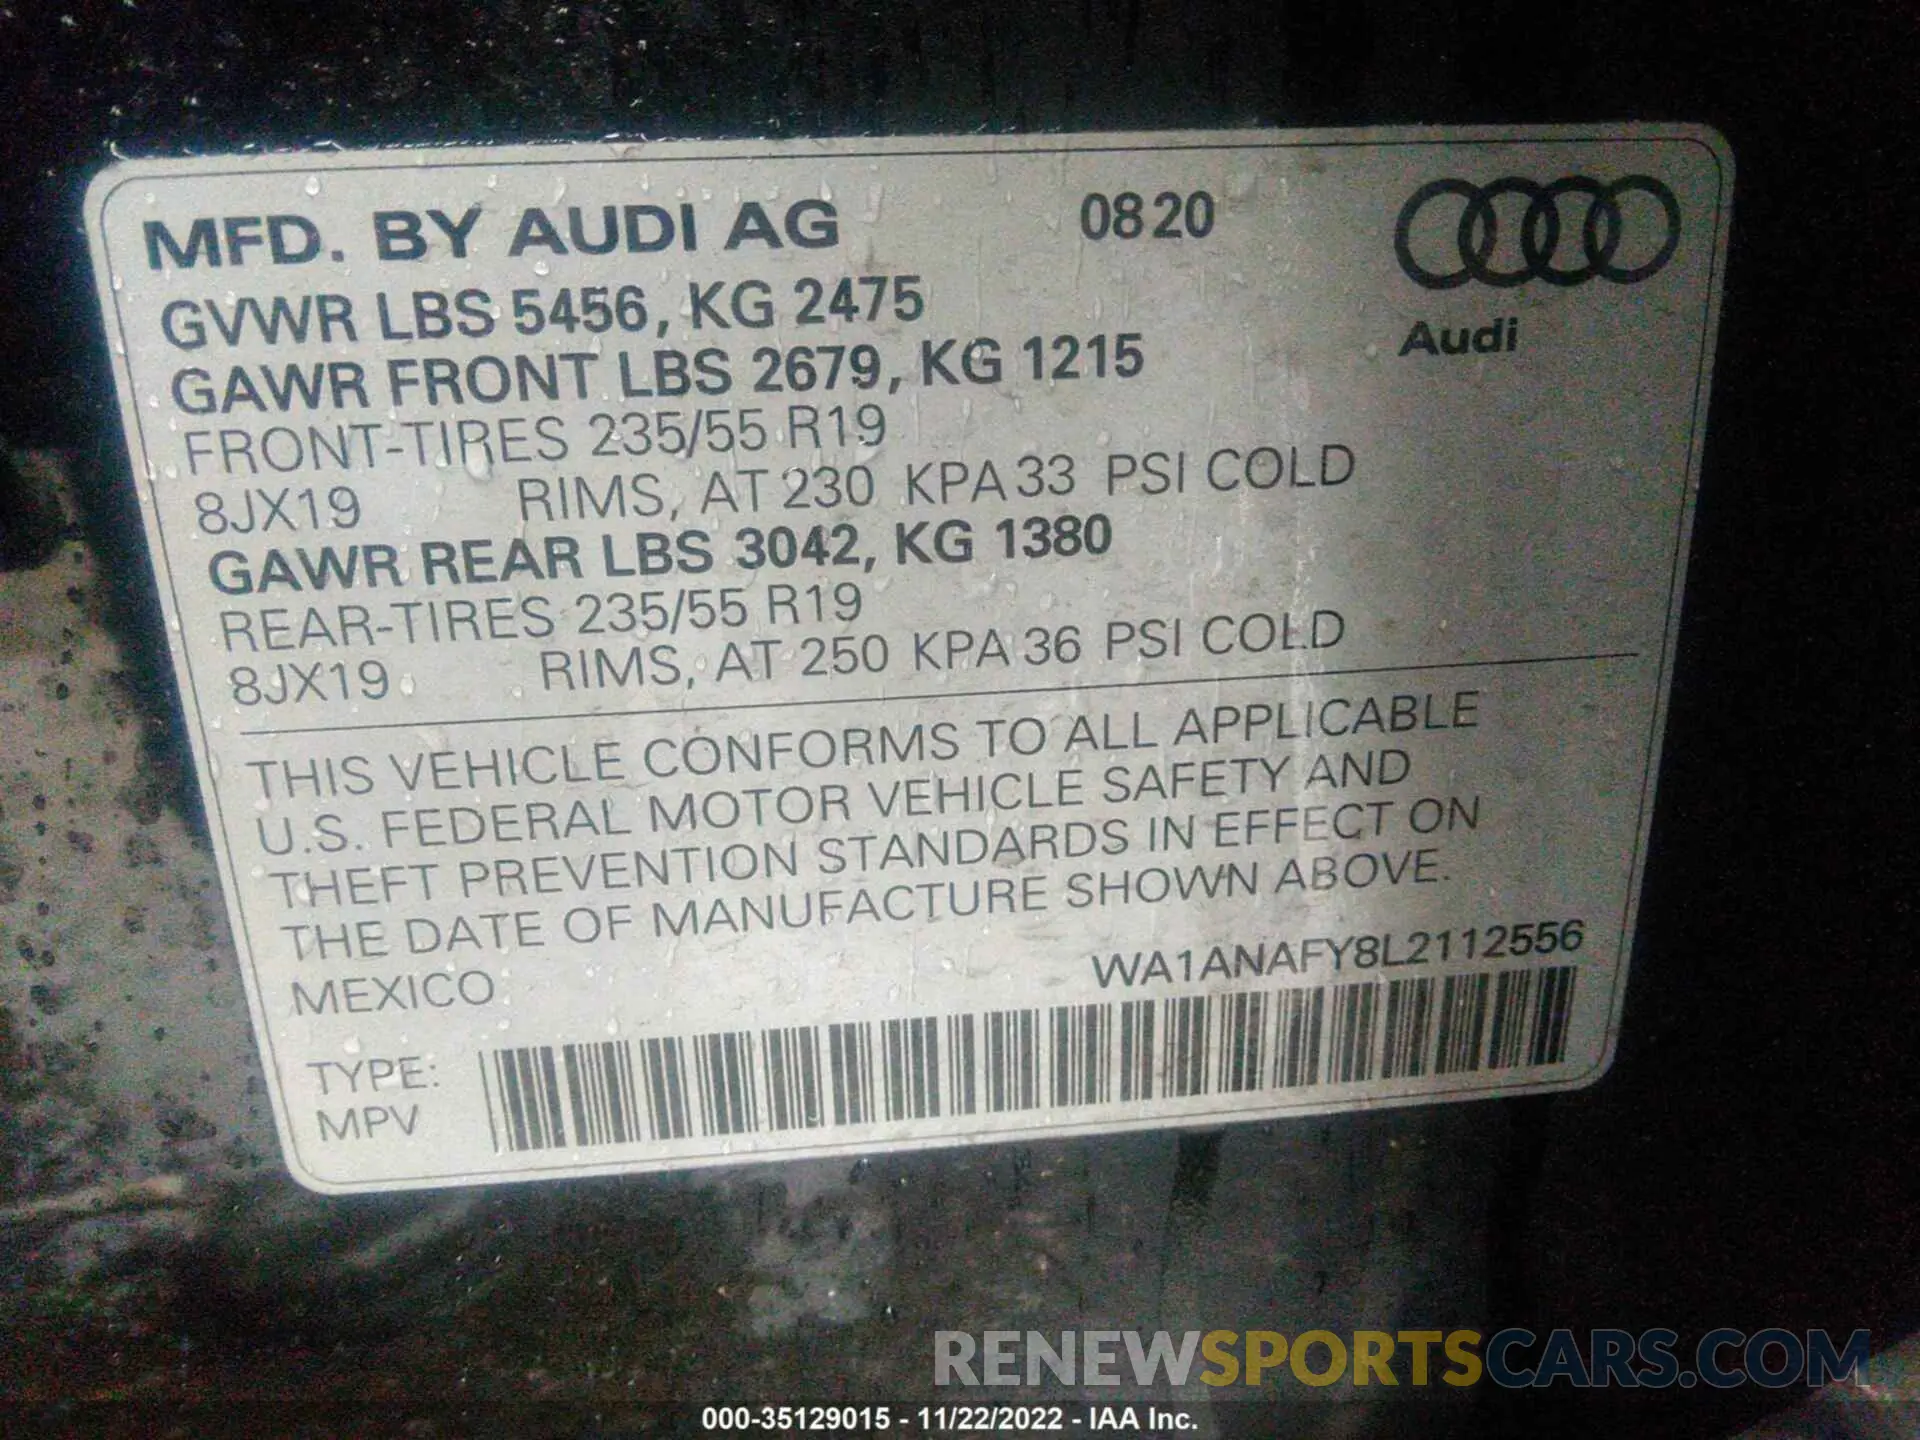 MFD. BY AUDI AG 0820
GVWR LBS 5456, KG 2475
Audi
GAWR FRONT LBS 2679, KG 1215
FRONT-TIRES 235/55 R19
8JX19 RIMS, AT 230 KPA 33 PSI COLD
GAWR REAR LBS 3042, KG 1380
REAR-TIRES 235/55 R19
8JX19 RIMS, AT 250 KPA 36 PSI COLD
THIS VEHICLE CONFORMS TO ALL APPLICABLE
U.S. FEDERAL MOTOR VEHICLE SAFETY AND
THEFT PREVENTION STANDARDS IN EFFECT ON
THE DATE OF MANUFACTURE SHOWN ABOVE.
MEXICO WA1ANAFY8L2112556
TYPE:
MPV
RENEWSPORTSCARS.COM
000-35129015 - 11/22/2022 - IAA Inc.